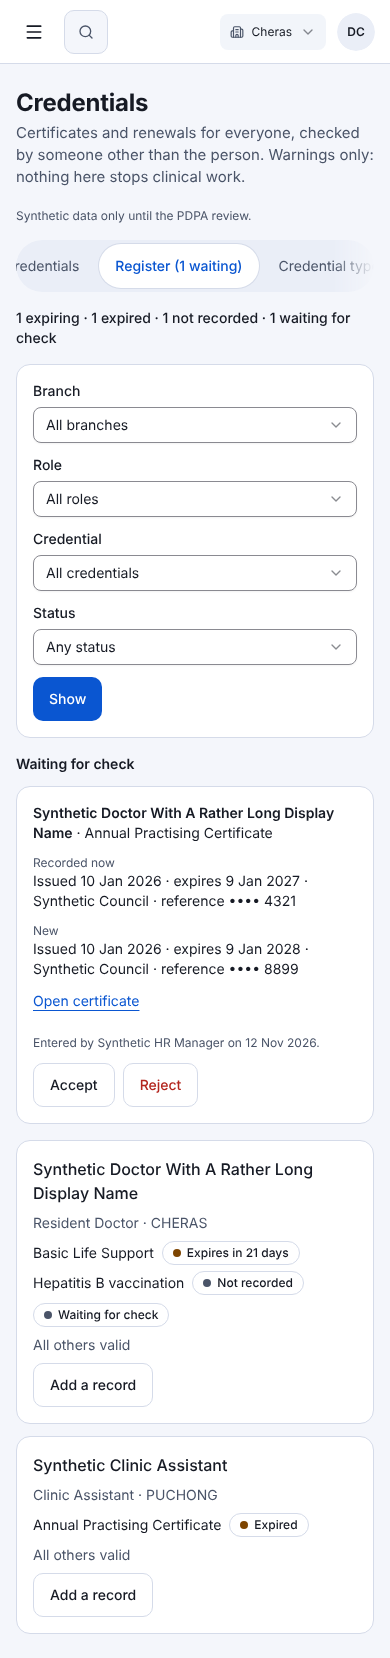 Cheras
DC
Credentials
Certificates and renewals for everyone, checked
by someone other than the person. Warnings only:
nothing here stops clinical work.
Synthetic data only until the PDPA review.
redentials
Register (1 waiting)
Credential typ
1 expiring · 1 expired · 1 not recorded · 1 waiting for
check
Branch
All branches
Role
All roles
Credential
All credentials
Status
Any status
Show
Waiting for check
Synthetic Doctor With A Rather Long Display
Name · Annual Practising Certificate
Recorded now
Issued 10 Jan 2026 · expires 9 Jan 2027 ·
Synthetic Council · reference •••• 4321
New
Issued 10 Jan 2026 · expires 9 Jan 2028 ·
Synthetic Council · reference •••• 8899
Open certificate
Entered by Synthetic HR Manager on 12 Nov 2026.
Accept
Reject
Synthetic Doctor With A Rather Long
Display Name
Resident Doctor · CHERAS
Basic Life Support
Expires in 21 days
Hepatitis B vaccination
Not recorded
Waiting for check
All others valid
Add a record
Synthetic Clinic Assistant
Clinic Assistant · PUCHONG
Annual Practising Certificate
Expired
All others valid
Add a record